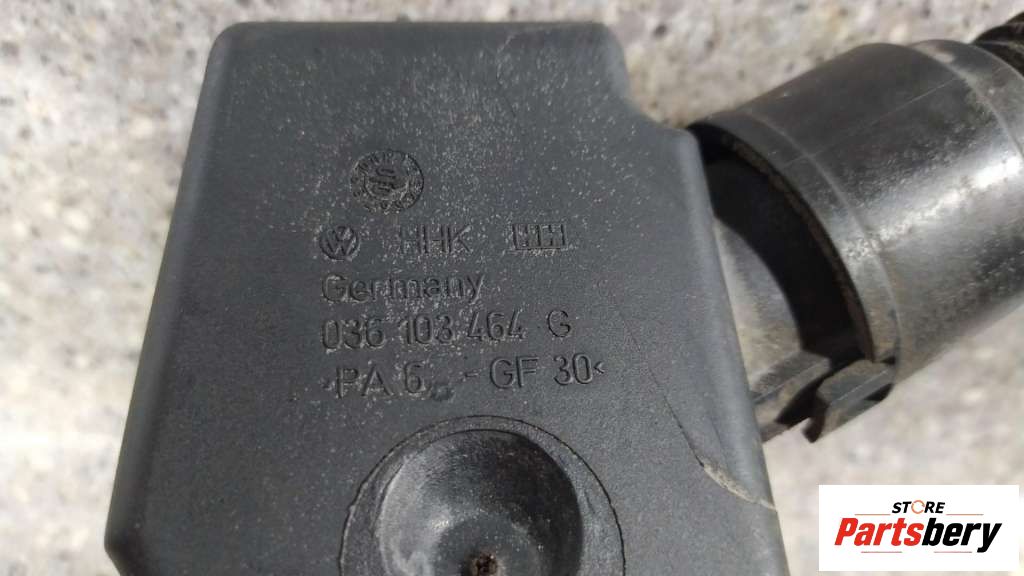 HHK
Germany
036 103 464 G
>PA 6 - GF 30<
STORE
Partsbery